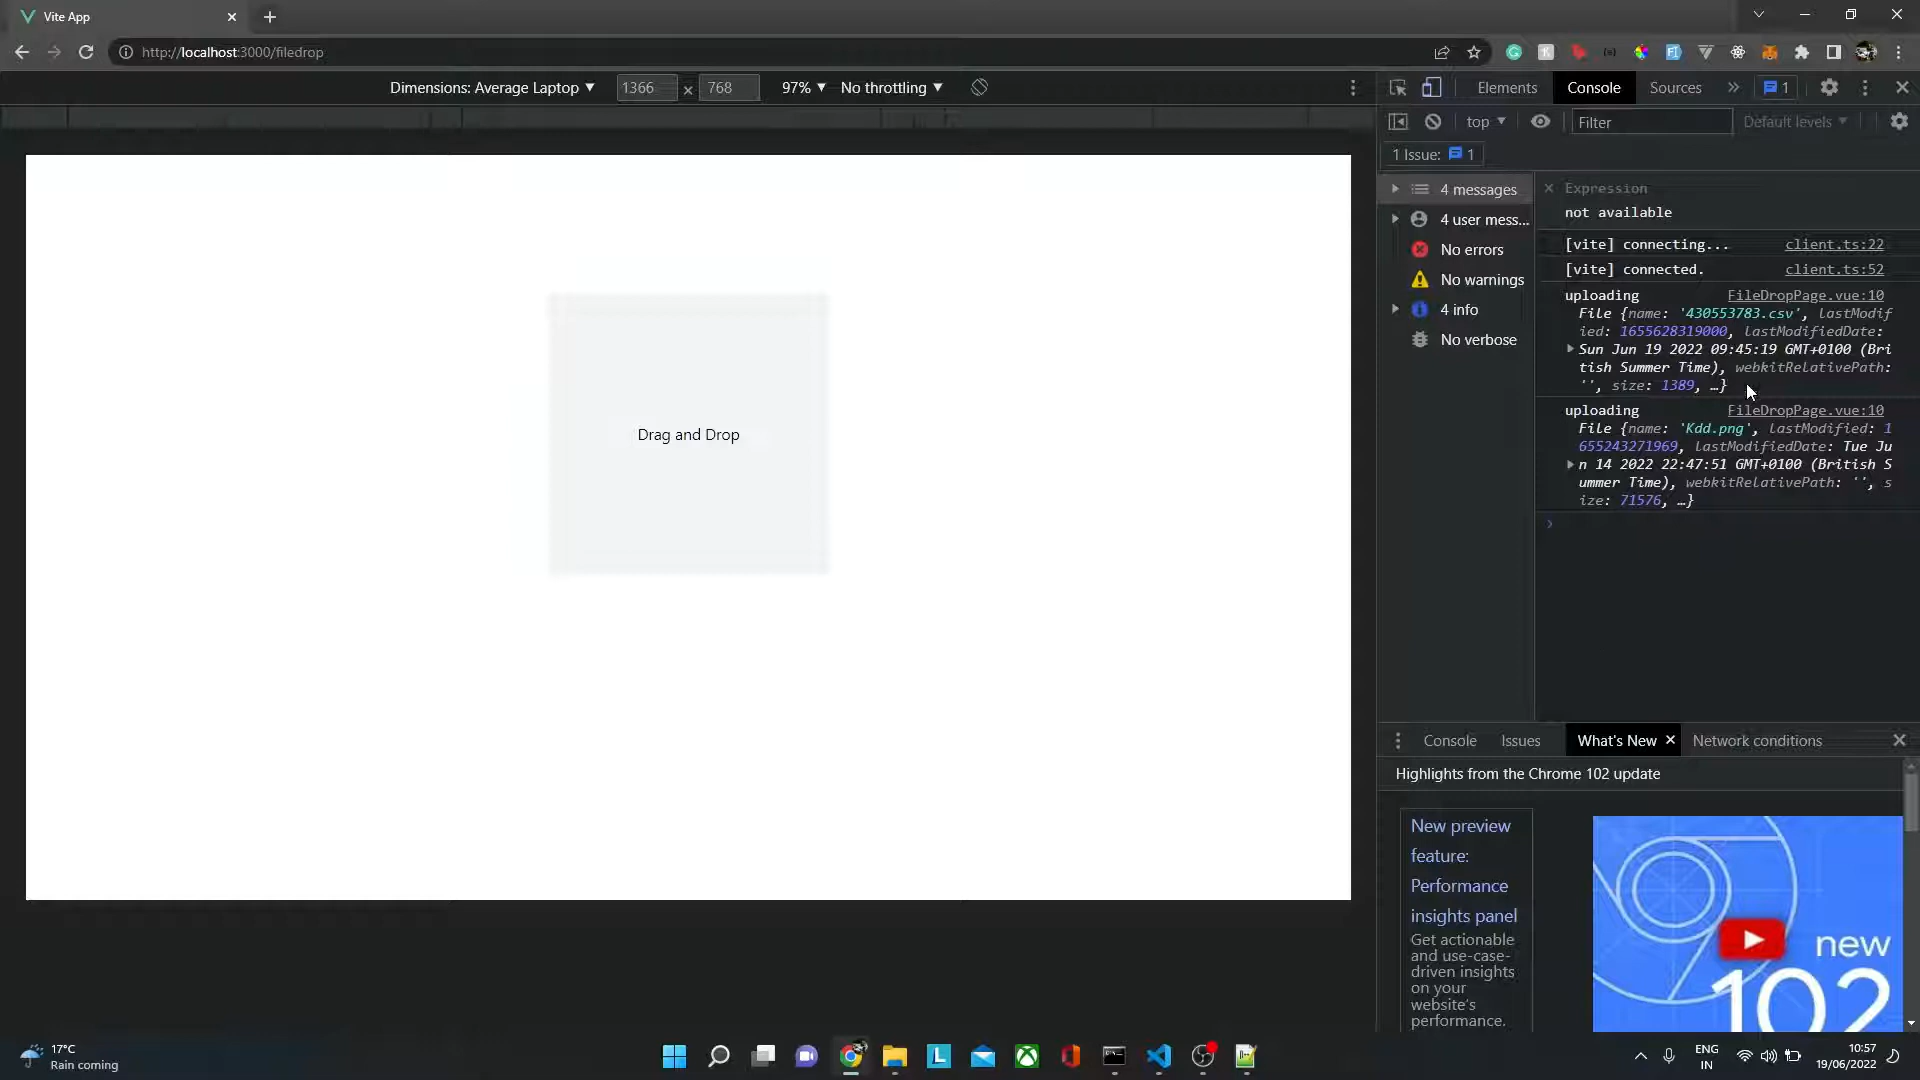 Vite App
http://localhost:3000/filedrop
Dimensions: Average Laptop ▼ 1366 × 768 97% ▼ No throttling ▼
Elements Console Sources » 1
top ▼ Filter Default levels ▼
1 Issue: 1
4 messages
4 user mess...
No errors
No warnings
4 info
No verbose
Expression
not available
[vite] connecting... client.ts:22
[vite] connected. client.ts:52
uploading FileDropPage.vue:10
File {name: '430553783.csv', lastModif
ied: 1655628319000, lastModifiedDate:
Sun Jun 19 2022 09:45:19 GMT+0100 (Bri
tish Summer Time), webkitRelativePath:
'', size: 1389, …}
uploading FileDropPage.vue:10
File {name: 'Kdd.png', lastModified: 1
655243271969, lastModifiedDate: Tue Ju
n 14 2022 22:47:51 GMT+0100 (British S
ummer Time), webkitRelativePath: '', s
ize: 71576, …}
Drag and Drop
Console Issues What's New Network conditions
Highlights from the Chrome 102 update
New preview
feature:
Performance
insights panel
Get actionable
and use-case-
driven insights
on your
website's
performance.
new
102
17°C
Rain coming
ENG
IN
10:57
19/06/2022